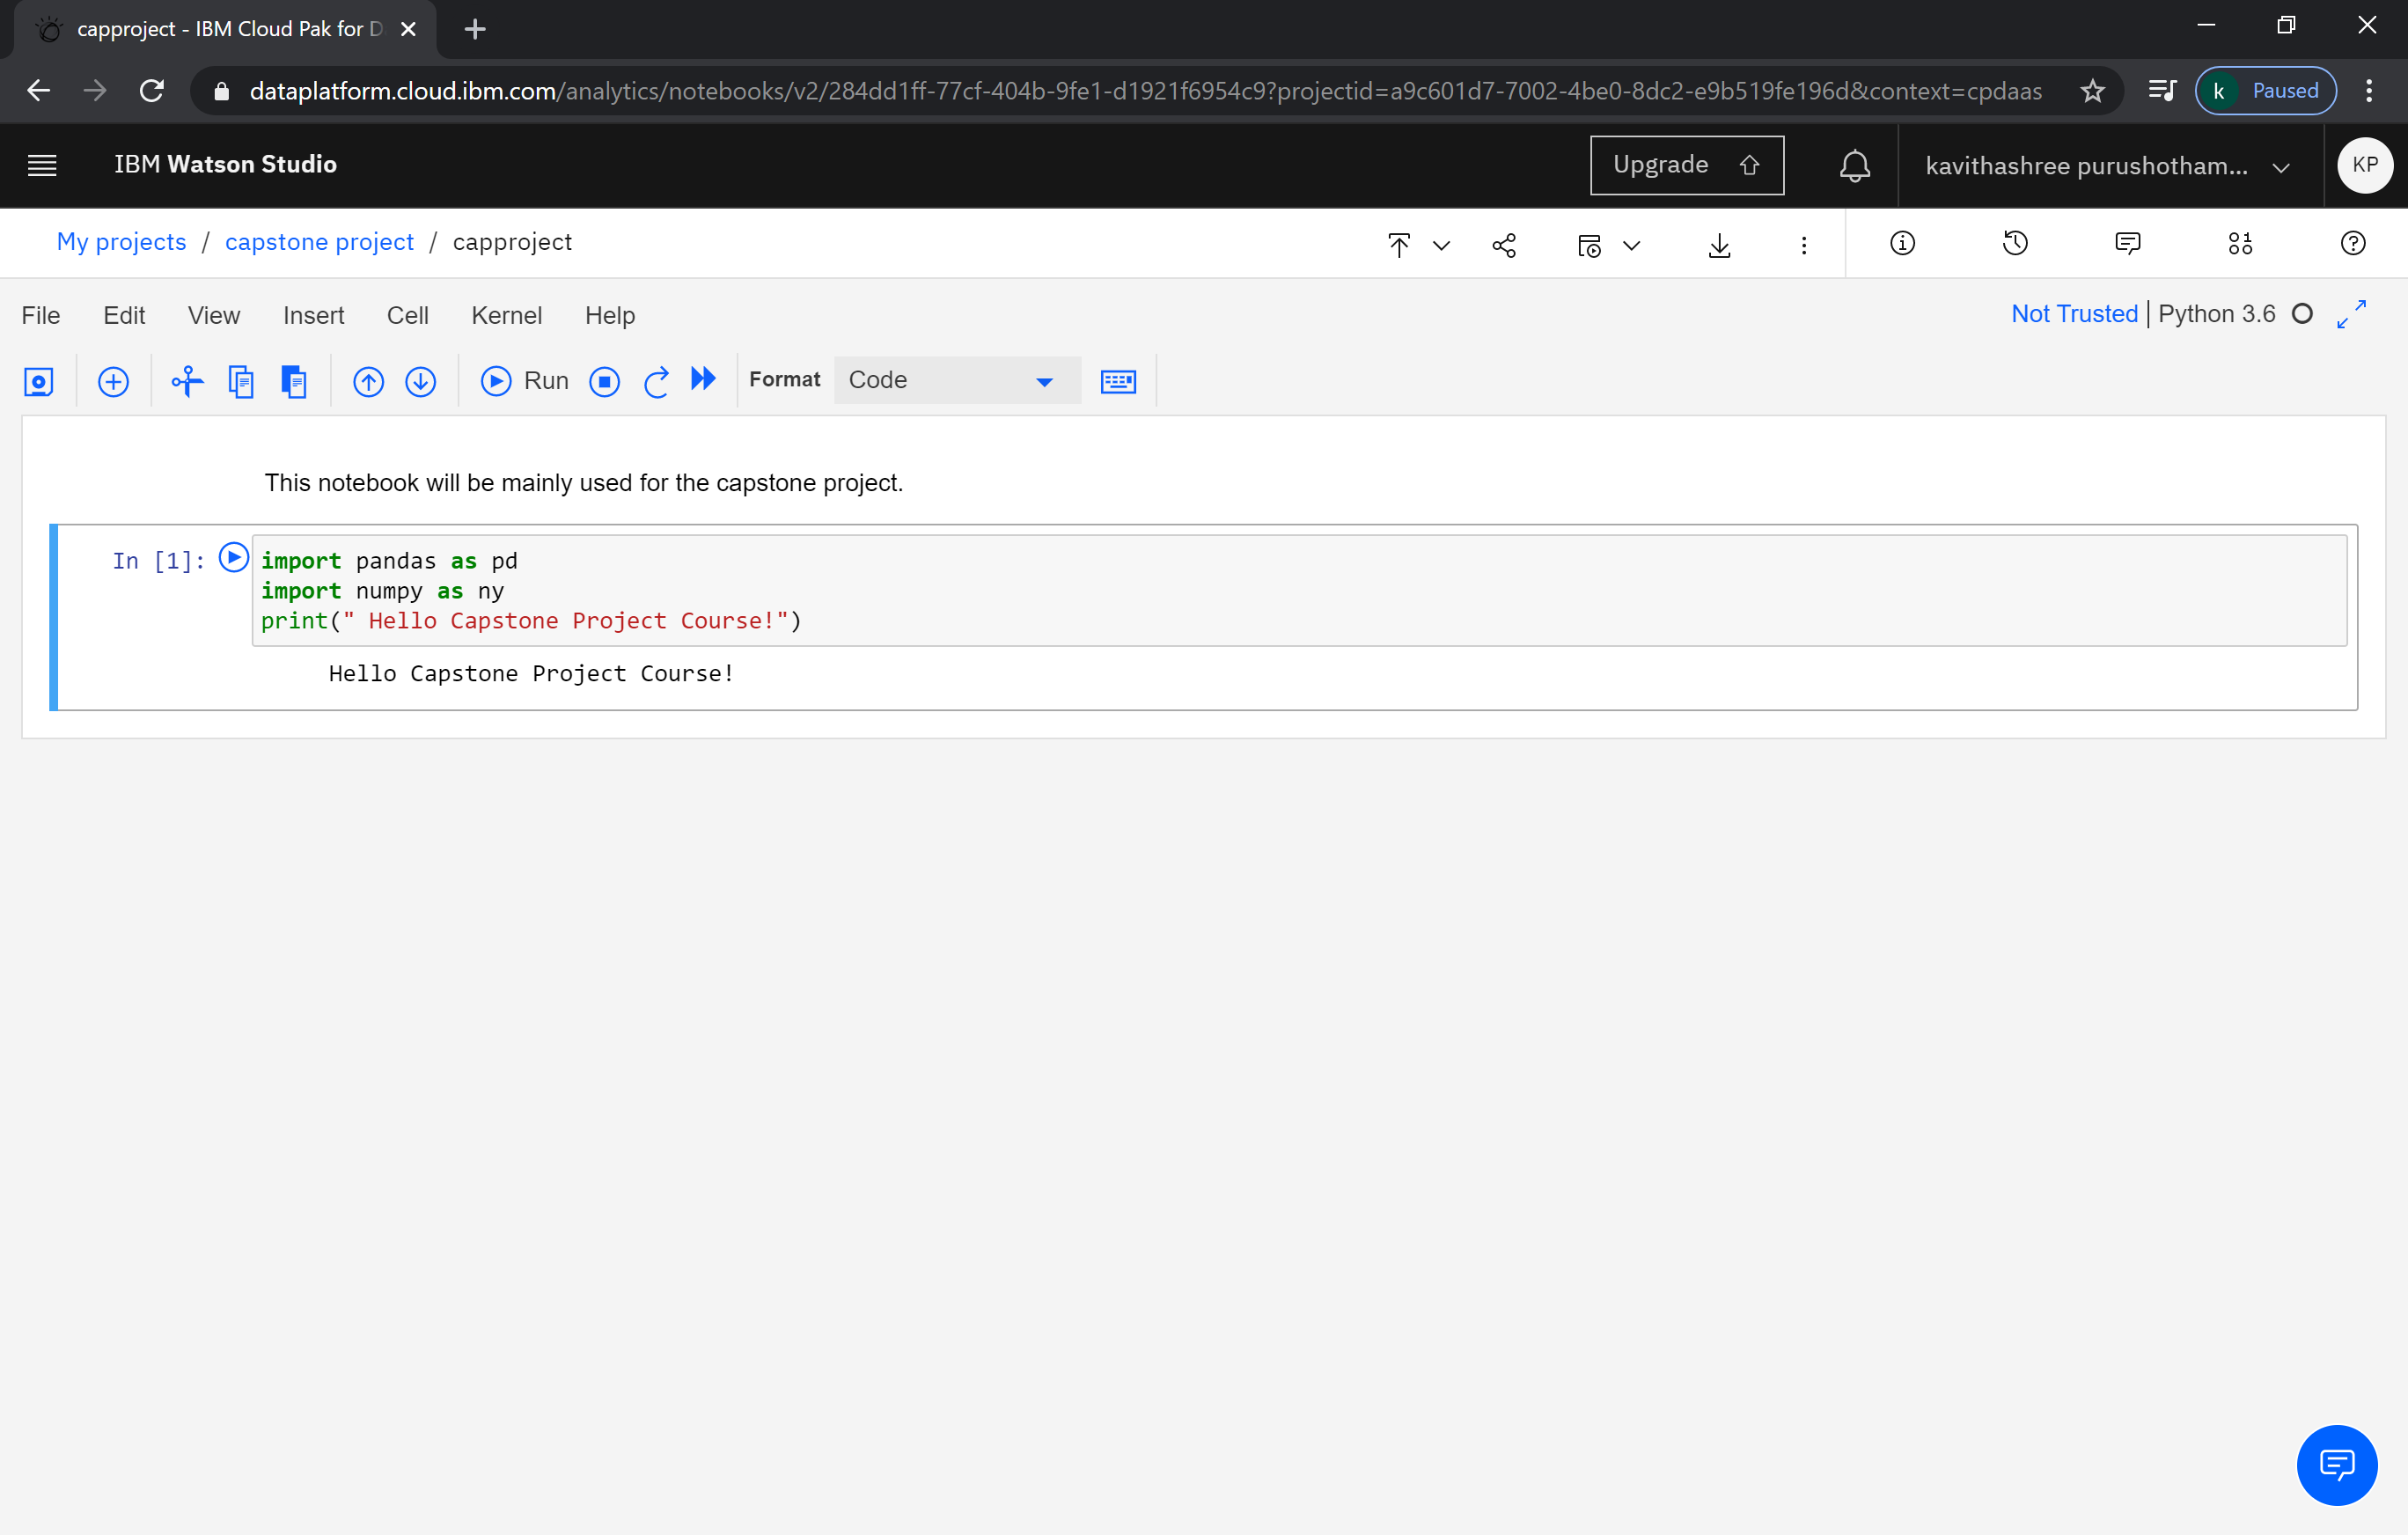 capproject - IBM Cloud Pak for D
dataplatform.cloud.ibm.com/analytics/notebooks/v2/284dd1ff-77cf-404b-9fe1-d1921f6954c9?projectid=a9c601d7-7002-4be0-8dc2-e9b519fe196d&context=cpdaas
k Paused
IBM Watson Studio
Upgrade
kavithashree purushotham...
KP
My projects / capstone project / capproject
File Edit View Insert Cell Kernel Help
Not Trusted | Python 3.6
Run
Format
Code
This notebook will be mainly used for the capstone project.
In [1]:
import pandas as pd
import numpy as ny
print(" Hello Capstone Project Course!")
Hello Capstone Project Course!